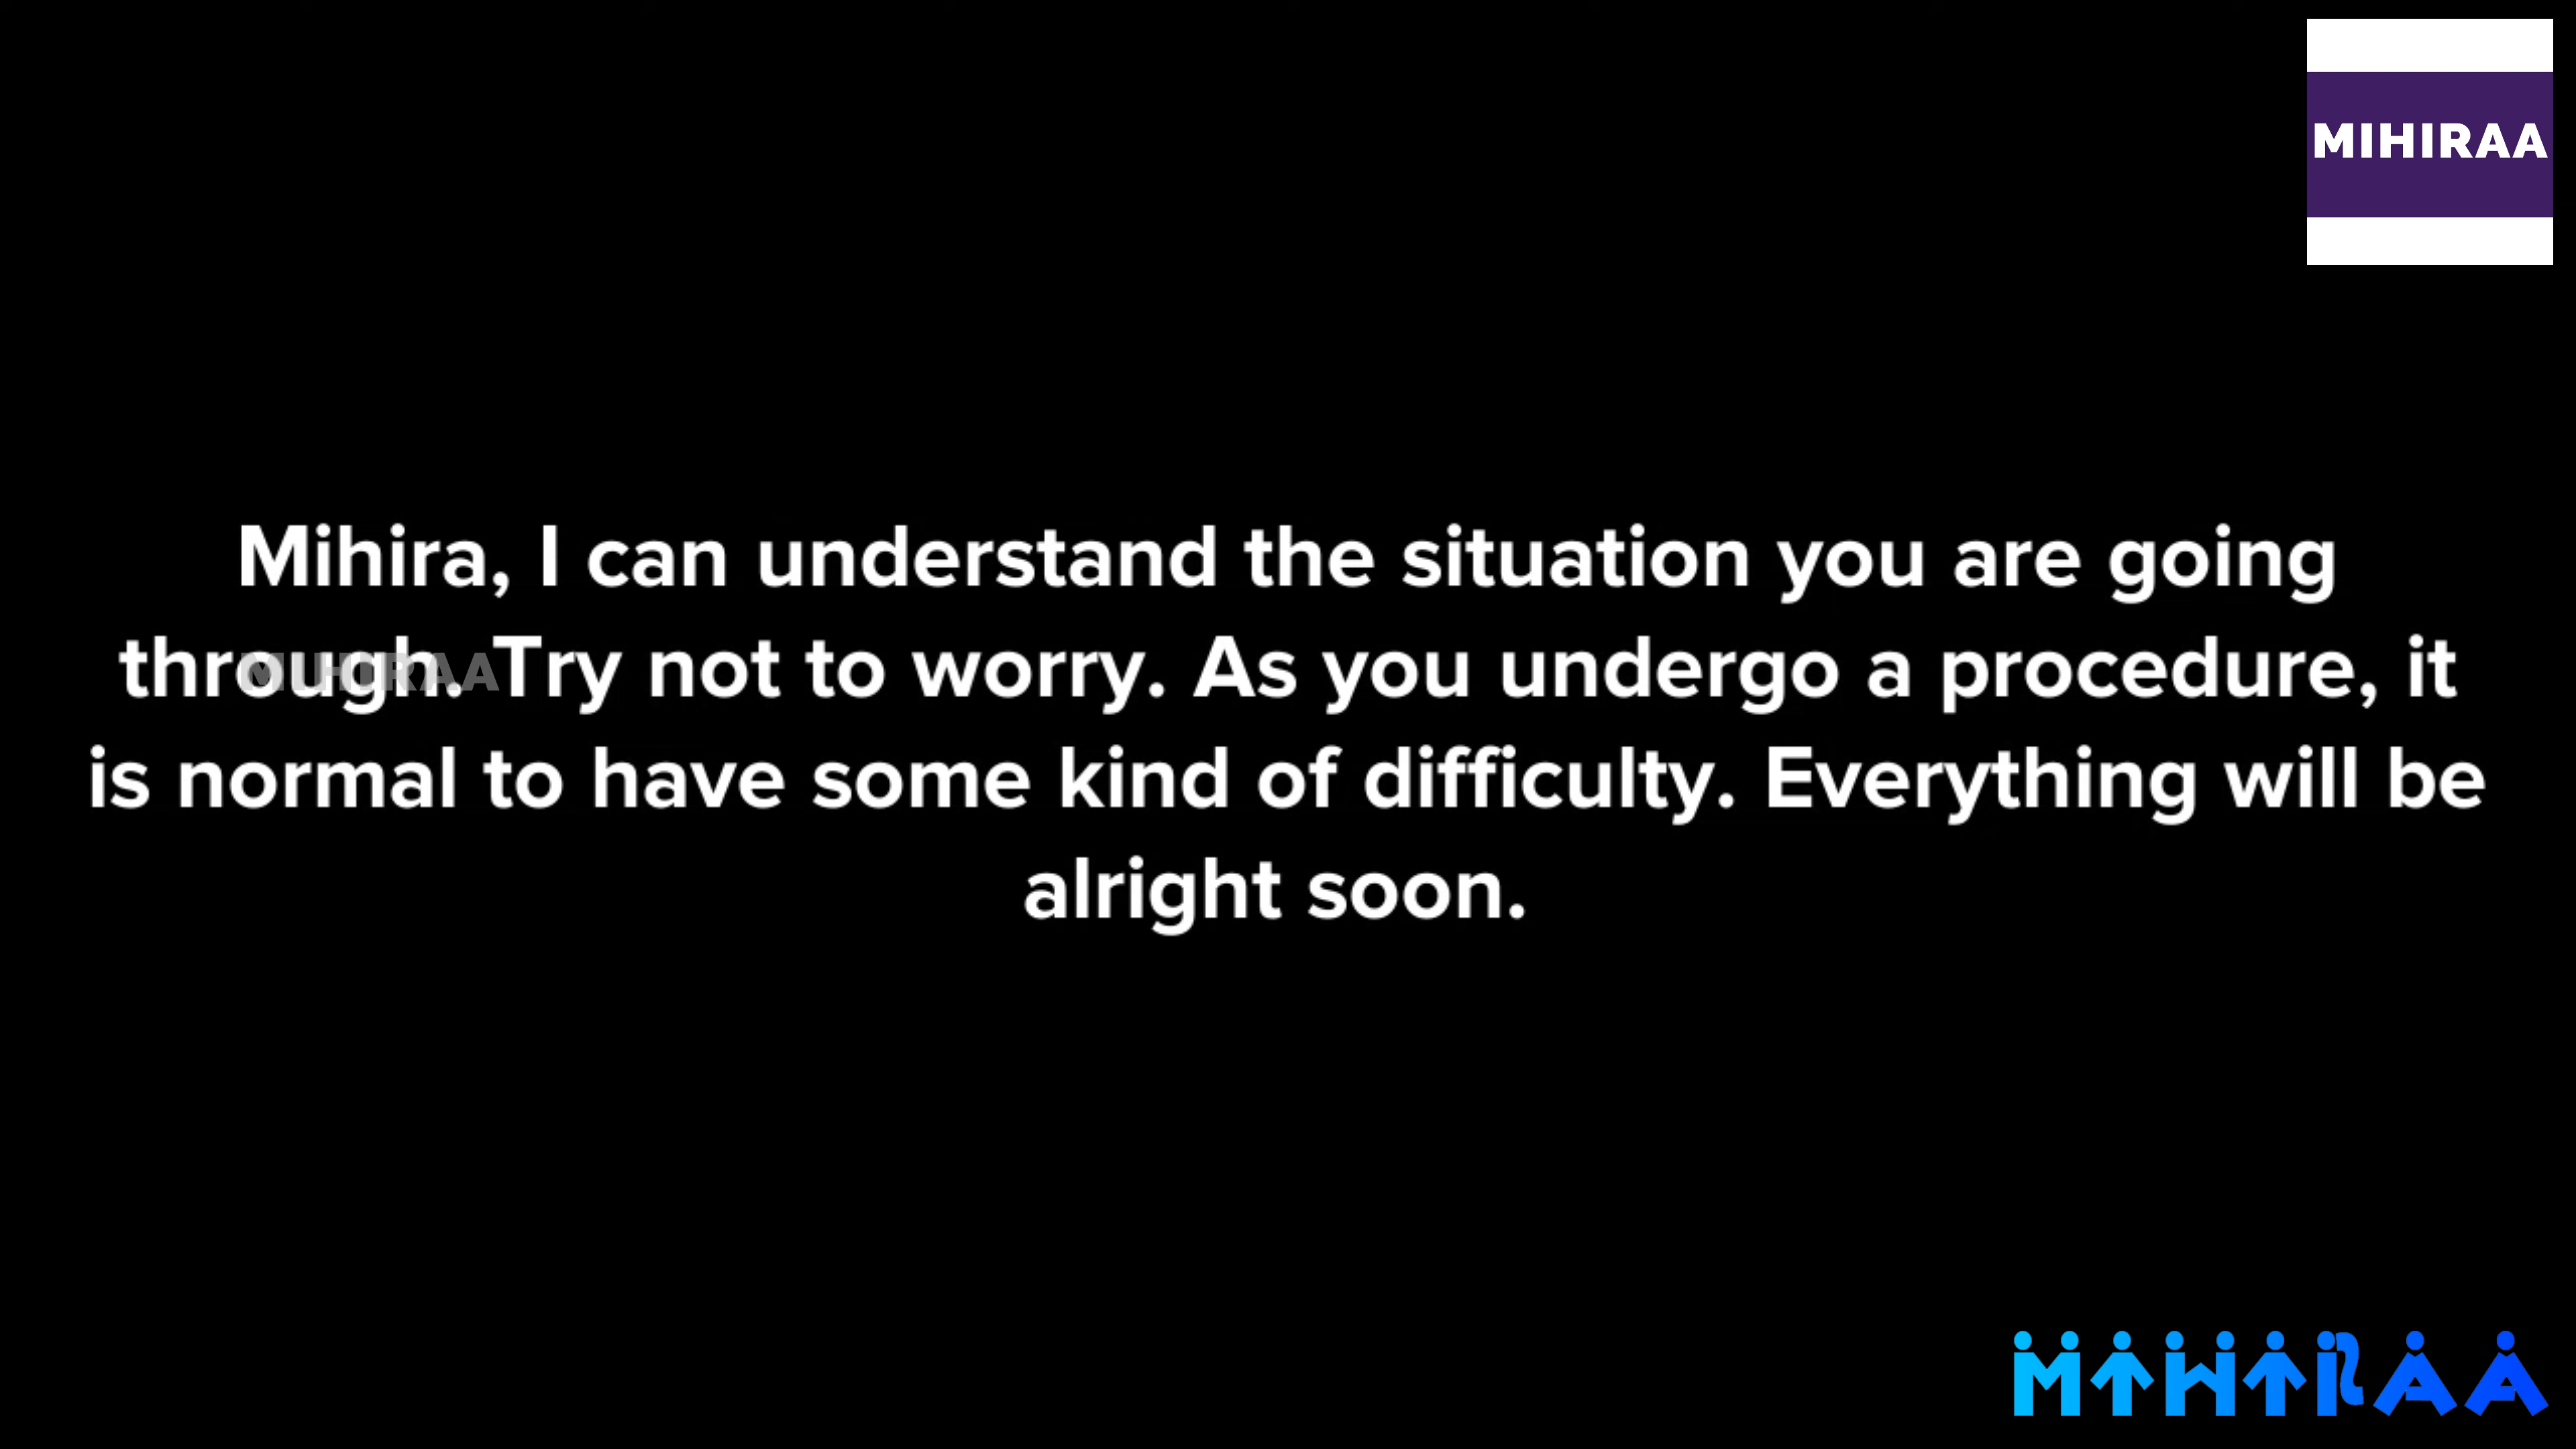 MIHIRAA
Mihira, I can understand the situation you are going
through. Try not to worry. As you undergo a procedure, it
is normal to have some kind of difficulty. Everything will be
alright soon.
MIHIRAA
MIHIRAA